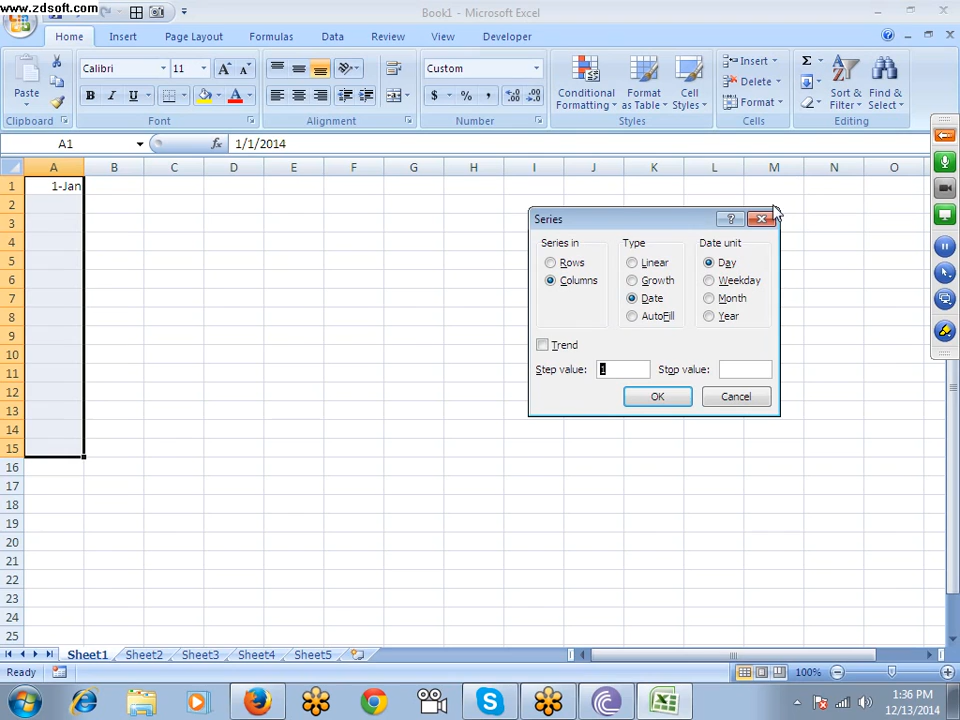 www.zdsoft.com
Book1 - Microsoft Excel
Home Insert Page Layout Formulas Data Review View Developer
Paste
Calibri 11
B I U
Custom
$ % ,
Conditional Formatting
Format as Table
Cell Styles
Insert
Delete
Format
Σ
Sort & Filter
Find & Select
Clipboard Font Alignment Number Styles Cells Editing
A1 fx 1/1/2014
A B C D E F G H I J K L M N O
1 1-Jan
2
3
4
5
6
7
8
9
10
11
12
13
14
15
16
17
18
19
20
21
22
23
24
25
Series
Series in Type Date unit
Rows Linear Day
Columns Growth Weekday
Date Month
AutoFill Year
Trend
Step value: 1 Stop value:
OK Cancel
Sheet1 Sheet2 Sheet3 Sheet4 Sheet5
Ready 100%
1:36 PM
12/13/2014